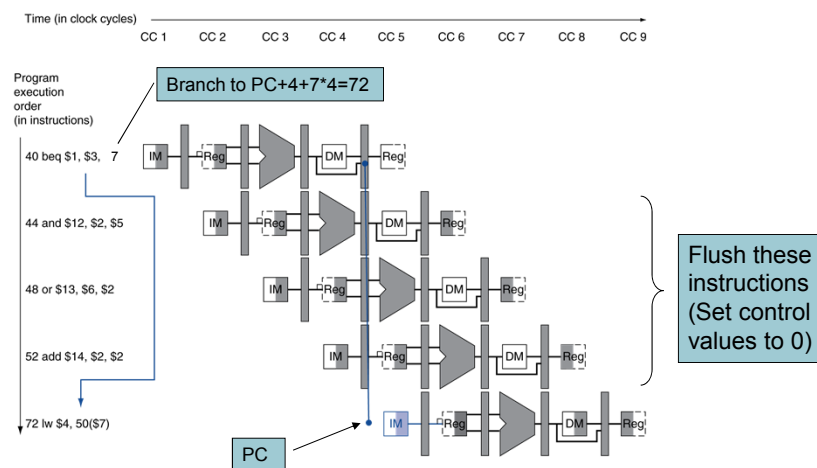 Time (in clock cycles)
CC 1 CC 2 CC 3 CC 4 CC 5 CC 6 CC 7 CC 8 CC 9
Program
execution
order
(in instructions)
Branch to PC+4+7*4=72
40 beq $1, $3, 7
IM Reg DM Reg
44 and $12, $2, $5
IM Reg DM Reg
48 or $13, $6, $2
IM Reg DM Reg
52 add $14, $2, $2
IM Reg DM Reg
72 lw $4, 50($7)
IM Reg DM Reg
PC
Flush these
instructions
(Set control
values to 0)